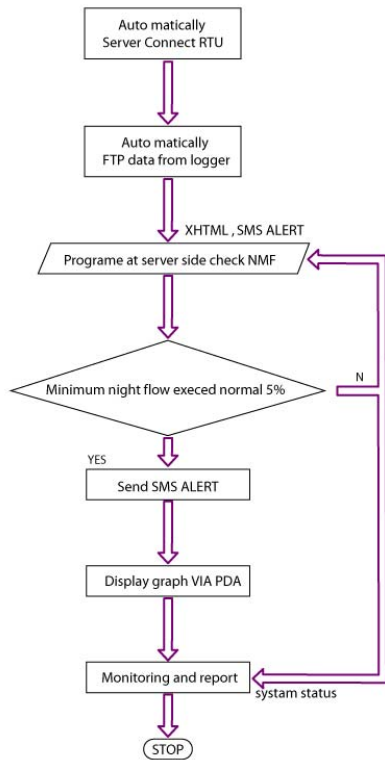 Auto matically
Server Connect RTU
Auto matically
FTP data from logger
XHTML , SMS ALERT
Programe at server side check NMF
Minimum night flow execed normal 5%
N
YES
Send SMS ALERT
Display graph VIA PDA
Monitoring and report
systam status
STOP